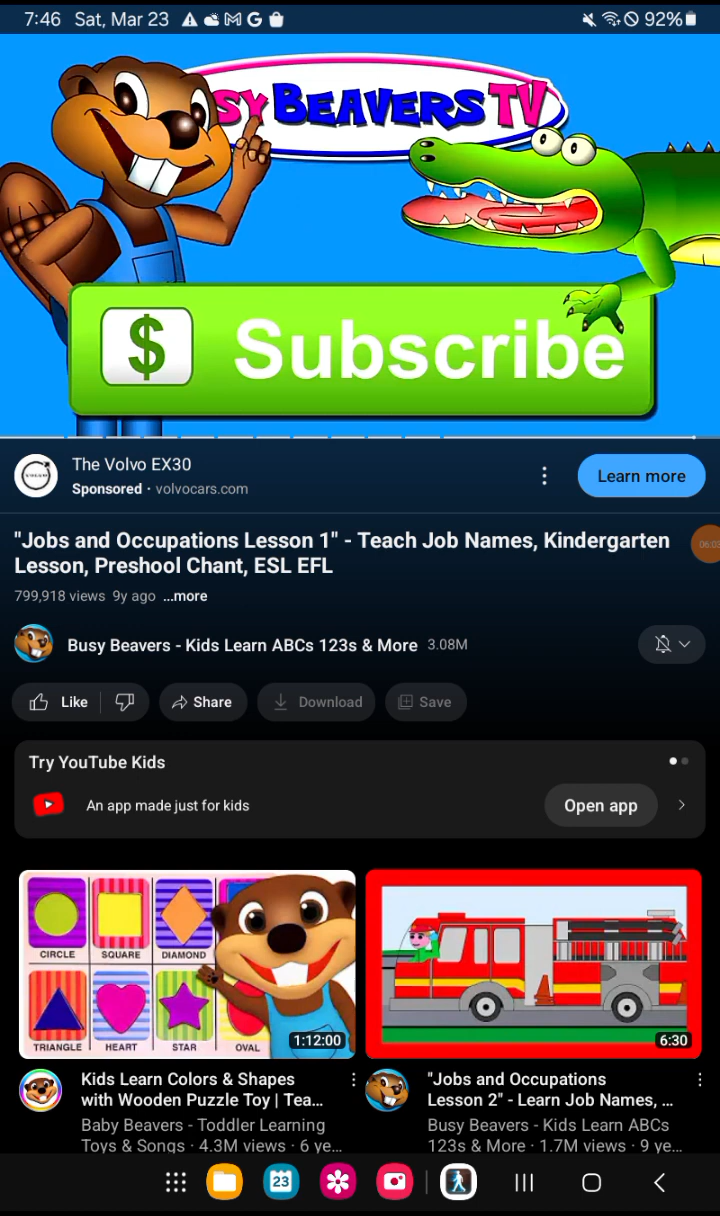 7:46 Sat, Mar 23
92%
SY BEAVERS TV
$ Subscribe
The Volvo EX30
Sponsored · volvocars.com
Learn more
"Jobs and Occupations Lesson 1" - Teach Job Names, Kindergarten
Lesson, Preshool Chant, ESL EFL
06:03
799,918 views 9y ago ...more
Busy Beavers - Kids Learn ABCs 123s & More 3.08M
Like
Share
Download
Save
Try YouTube Kids
An app made just for kids
Open app
CIRCLE SQUARE DIAMOND
TRIANGLE HEART STAR OVAL
1:12:00
6:30
Kids Learn Colors & Shapes
with Wooden Puzzle Toy | Tea...
Baby Beavers - Toddler Learning
Toys & Songs · 4.3M views · 6 ye...
"Jobs and Occupations
Lesson 2" - Learn Job Names, ...
Busy Beavers - Kids Learn ABCs
123s & More · 1.7M views · 9 ye...
23